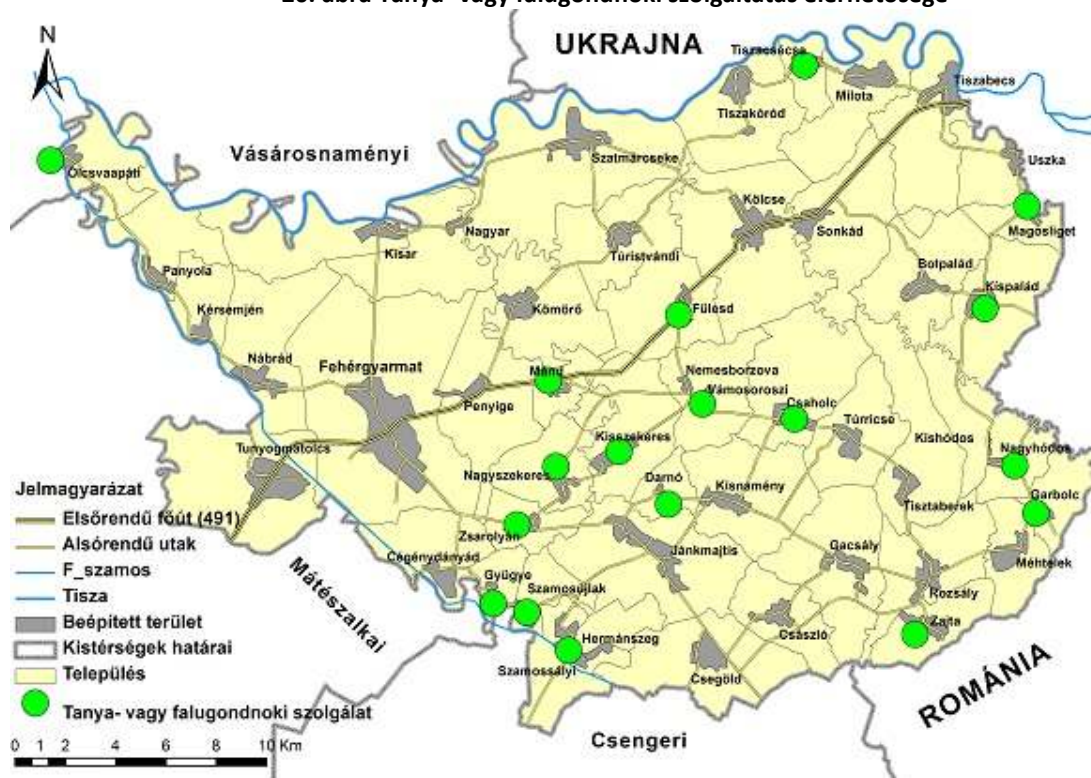 20. ábra Tanya- vagy falugondnoki szolgáltatás elérhetősége
N
UKRAJNA
Tiszacsécse
Milota
Tiszabecs
Tiszakóród
Vásárosnaményi
Szatmárcseke
Uszka
Olcsvaapáti
Kölcse
Sonkád
Magosliget
Nagyar
Kisar
Túristvándi
Botpalád
Kispalád
Panyola
Kömörő
Fülesd
Kérsemjén
Nábrád
Fehérgyarmat
Mánd
Nemesborzova
Penyige
Vámosoroszi
Csaholc
Túrricse
Kishódos
Kisszekeres
Nagyhódos
Tunyogmatolcs
Nagyszekeres
Darnó
Kisnamény
Tisztaberek
Garbolc
Zsarolyán
Jánkmajtis
Gacsály
Méhtelek
Cégénydányád
Gyügye
Szamosújlak
Rozsály
Mátészalkai
Hermánszeg
Császló
Zajta
Szamossályi
Csegöld
ROMÁNIA
Csengeri
Jelmagyarázat
Elsőrendű főút (491)
Alsórendű utak
F_szamos
Tisza
Beépített terület
Kistérségek határai
Település
Tanya- vagy falugondnoki szolgálat
0 1 2 4 6 8 10 Km